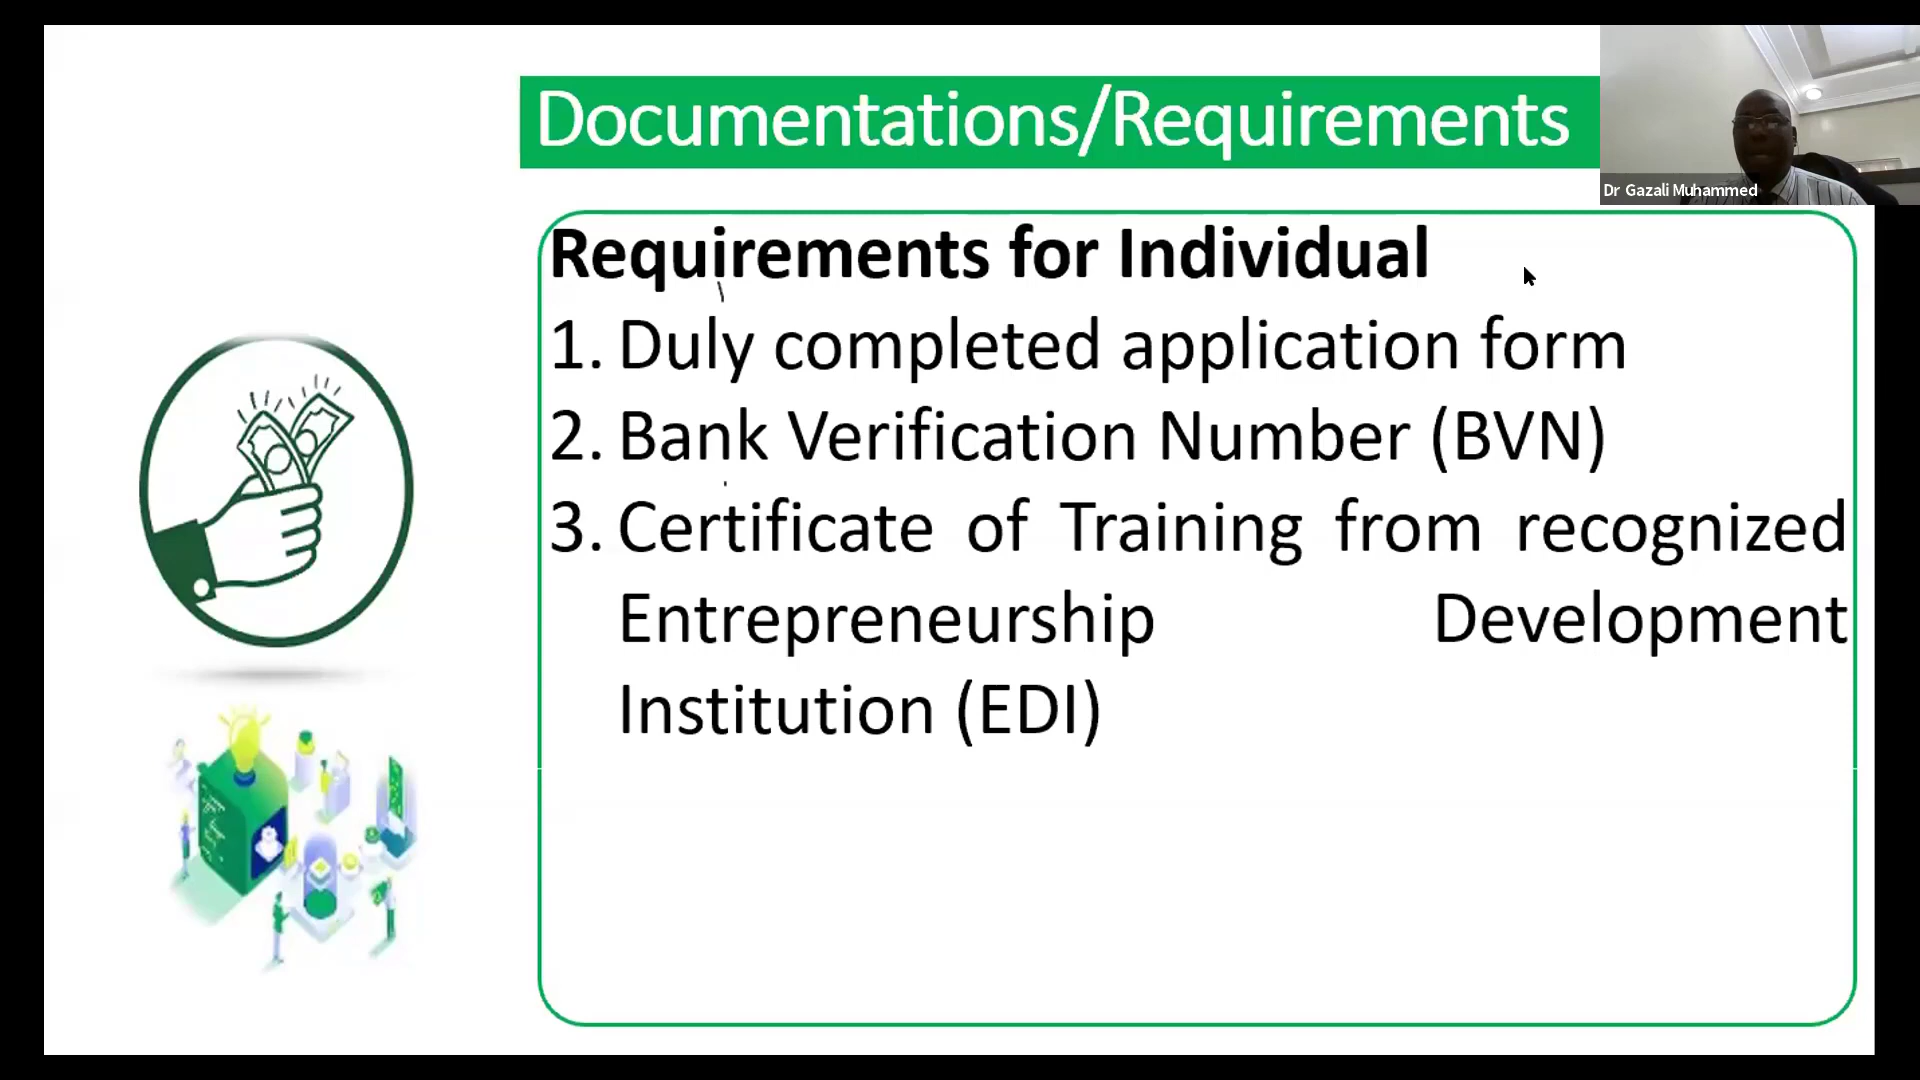 Documentations/Requirements
Dr Gazali Muhammed
Requirements for Individual
1. Duly completed application form
2. Bank Verification Number (BVN)
3. Certificate of Training from recognized
Entrepreneurship Development
Institution (EDI)